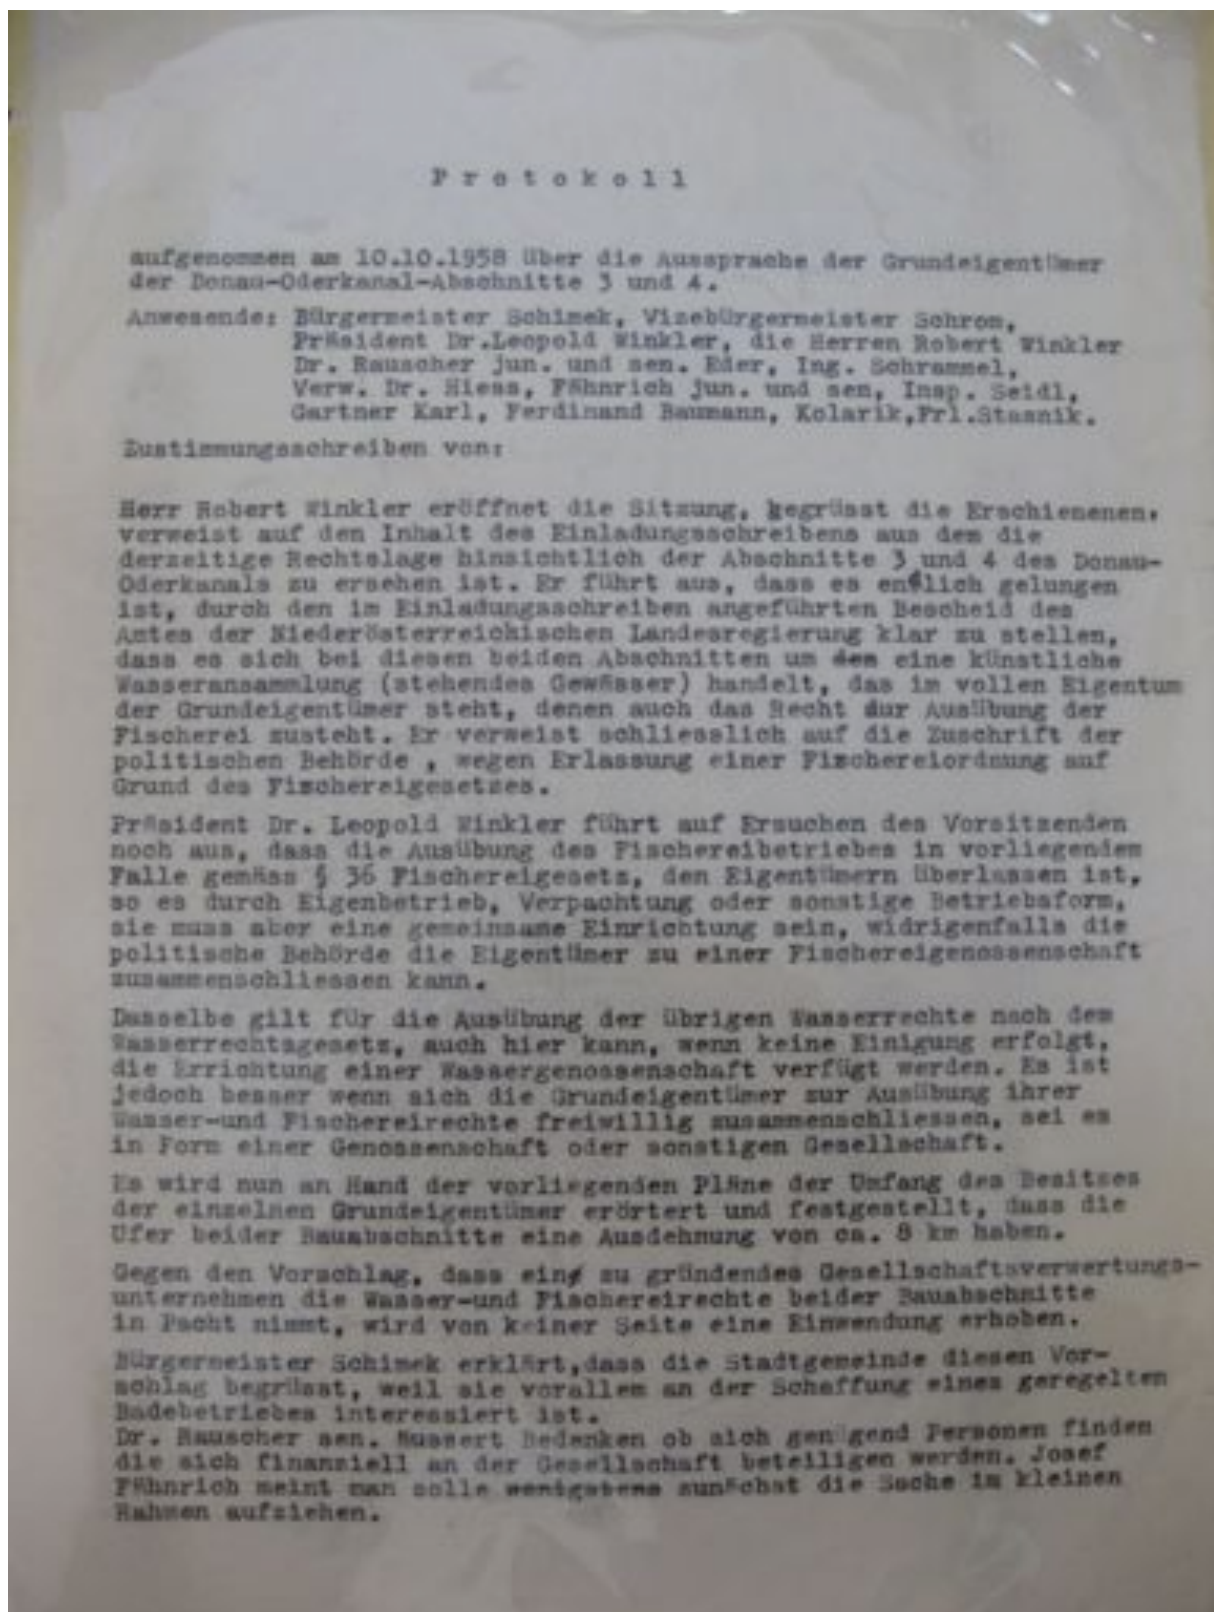 P r o t o k o l l
aufgenommen am 10.10.1958 über die Aussprache der Grundeigentümer
der Donau-Oderkanal-Abschnitte 3 und 4.
Anwesende: Bürgermeister Schimek, Vizebürgermeister Schrom,
Präsident Dr.Leopold Winkler, die Herren Robert Winkler
Dr. Rauscher jun. und sen. Eder, Ing. Schrammel,
Verw. Dr. Hiess, Fähnrich jun. und sen, Insp. Seidl,
Gartner Karl, Ferdinand Baumann, Kolarik,Frl.Stasnik.
Zustimmungsschreiben von:
Herr Robert Winkler eröffnet die Sitzung, begrüsst die Erschienenen,
verweist auf den Inhalt des Einladungsschreibens aus dem die
derzeitige Rechtslage hinsichtlich der Abschnitte 3 und 4 des Donau-
Oderkanals zu ersehen ist. Er führt aus, dass es endlich gelungen
ist, durch den im Einladungsschreiben angeführten Bescheid des
Amtes der Niederösterreichischen Landesregierung klar zu stellen,
dass es sich bei diesen beiden Abschnitten um eine künstliche
Wasseransammlung (stehendes Gewässer) handelt, das im vollen Eigentum
der Grundeigentümer steht, denen auch das Recht zur Ausübung der
Fischerei zusteht. Er verweist schliesslich auf die Zuschrift der
politischen Behörde , wegen Erlassung einer Fischereiordnung auf
Grund des Fischereigesetzes.
Präsident Dr. Leopold Winkler führt auf Ersuchen des Vorsitzenden
noch aus, dass die Ausübung des Fischereibetriebes in vorliegendem
Falle gemäss § 36 Fischereigesetz, den Eigentümern überlassen ist,
so es durch Eigenbetrieb, Verpachtung oder sonstige Betriebsform,
sie muss aber eine gemeinsame Einrichtung sein, widrigenfalls die
politische Behörde die Eigentümer zu einer Fischereigenossenschaft
zusammenschliessen kann.
Dasselbe gilt für die Ausübung der übrigen Wasserrechte nach dem
Wasserrechtsgesetz, auch hier kann, wenn keine Einigung erfolgt,
die Errichtung einer Wassergenossenschaft verfügt werden. Es ist
jedoch besser wenn sich die Grundeigentümer zur Ausübung ihrer
Wasser-und Fischereirechte freiwillig zusammenschliessen, sei es
in Form einer Genossenschaft oder sonstigen Gesellschaft.
Es wird nun an Hand der vorliegenden Pläne der Umfang des Besitzes
der einzelnen Grundeigentümer erörtert und festgestellt, dass die
Ufer beider Bauabschnitte eine Ausdehnung von ca. 8 km haben.
Gegen den Vorschlag, dass ein zu gründendes Gesellschaftsverwertungs-
unternehmen die Wasser-und Fischereirechte beider Bauabschnitte
in Pacht nimmt, wird von keiner Seite eine Einwendung erhoben.
Bürgermeister Schimek erklärt,dass die Stadtgemeinde diesen Vor-
schlag begrüsst, weil sie vorallem an der Schaffung eines geregelten
Badebetriebes interessiert ist.
Dr. Rauscher sen. äussert Bedenken ob sich genügend Personen finden
die sich finanziell an der Gesellschaft beteiligen werden. Josef
Fähnrich meint man solle wenigstens zunächst die Sache im kleinen
Rahmen aufziehen.